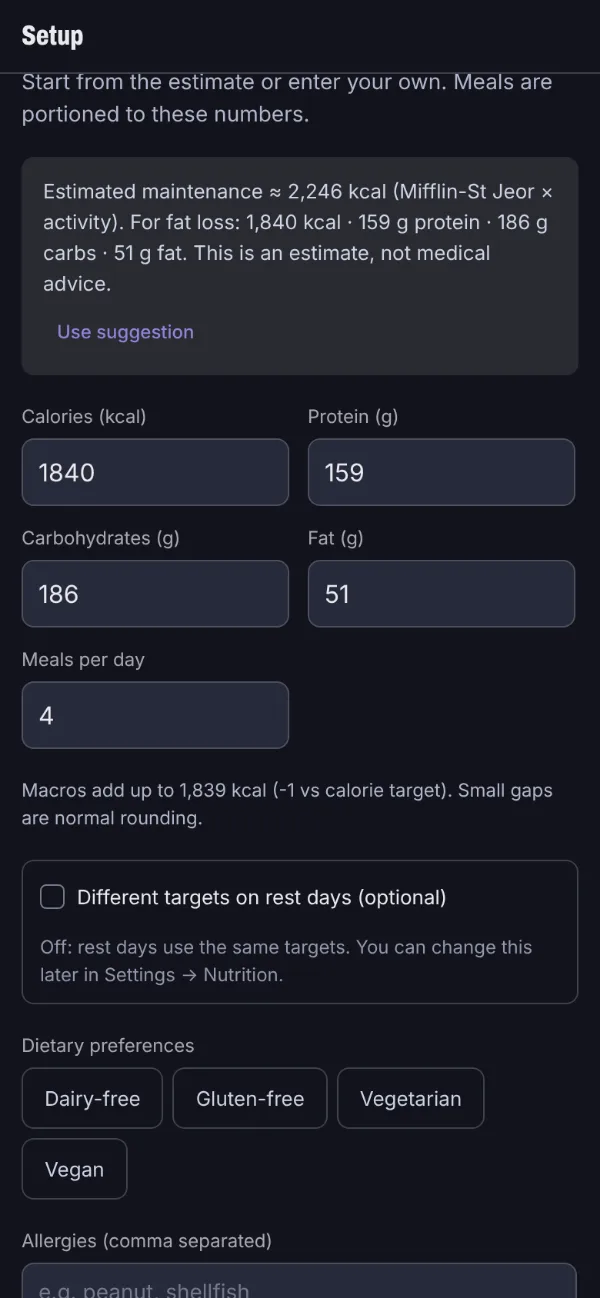 Setup
Start from the estimate or enter your own. Meals are
portioned to these numbers.
Estimated maintenance ≈ 2,246 kcal (Mifflin-St Jeor ×
activity). For fat loss: 1,840 kcal · 159 g protein · 186 g
carbs · 51 g fat. This is an estimate, not medical
advice.
Use suggestion
Calories (kcal)
Protein (g)
1840
159
Carbohydrates (g)
Fat (g)
186
51
Meals per day
4
Macros add up to 1,839 kcal (-1 vs calorie target). Small gaps
are normal rounding.
Different targets on rest days (optional)
Off: rest days use the same targets. You can change this
later in Settings → Nutrition.
Dietary preferences
Dairy-free
Gluten-free
Vegetarian
Vegan
Allergies (comma separated)
e.g. peanut, shellfish